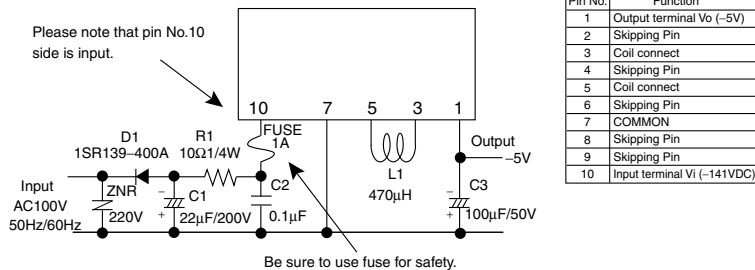 Please note that pin No.10
side is input.
10 7 5 3 1
FUSE
1A
D1
1SR139–400A
R1
10Ω1/4W
Output
–5V
L1
470μH
Input
AC100V
50Hz/60Hz
ZNR
220V
–
+
C1
22μF/200V
C2
0.1μF
–
+
C3
100μF/50V
Be sure to use fuse for safety.
Pin No. Function
1 Output terminal Vo (–5V)
2 Skipping Pin
3 Coil connect
4 Skipping Pin
5 Coil connect
6 Skipping Pin
7 COMMON
8 Skipping Pin
9 Skipping Pin
10 Input terminal Vi (–141VDC)